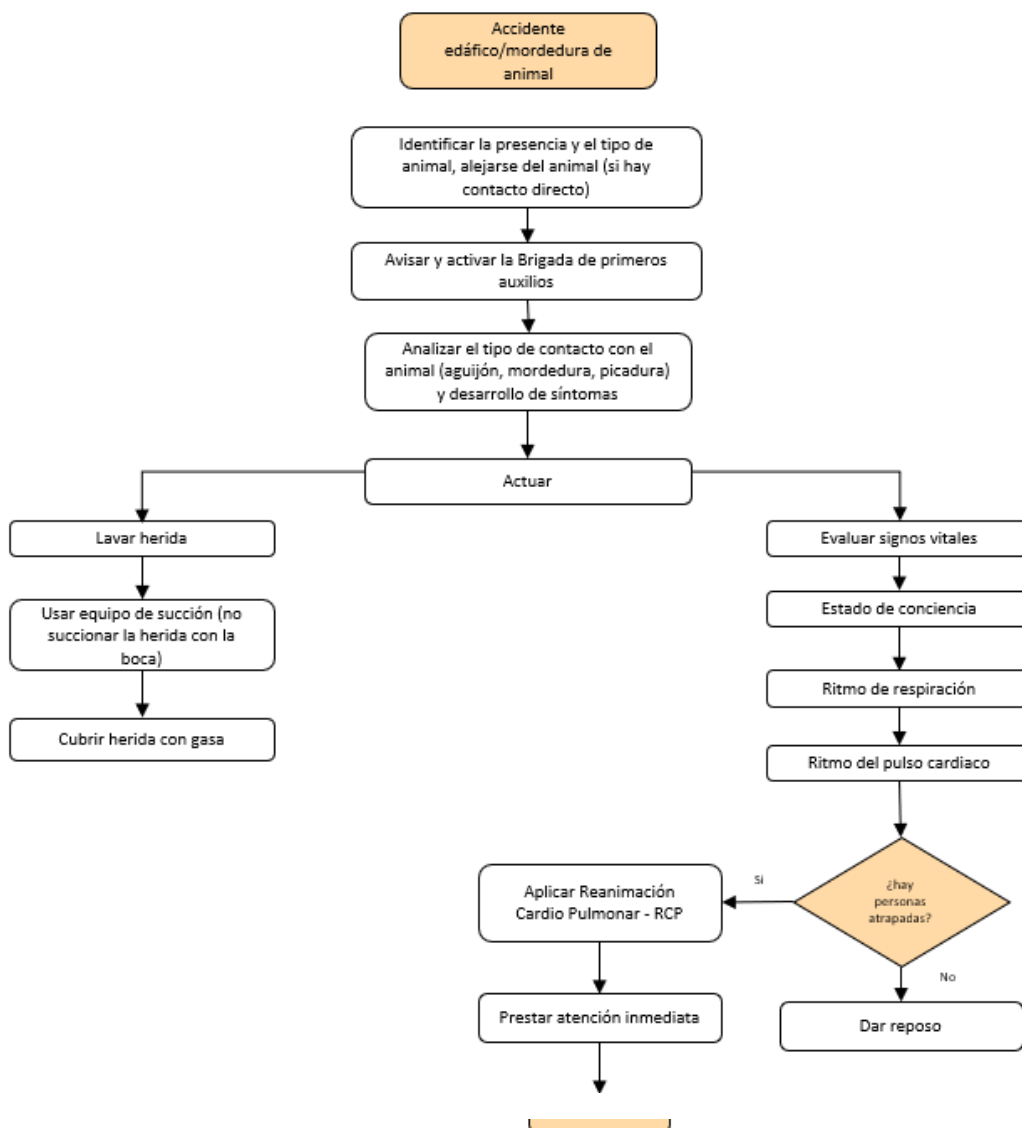 Accidente
edáfico/mordedura de
animal
Identificar la presencia y el tipo de
animal, alejarse del animal (si hay
contacto directo)
Avisar y activar la Brigada de primeros
auxilios
Analizar el tipo de contacto con el
animal (aguijón, mordedura, picadura)
y desarrollo de síntomas
Actuar
Lavar herida
Usar equipo de succión (no
succionar la herida con la
boca)
Cubrir herida con gasa
Evaluar signos vitales
Estado de conciencia
Ritmo de respiración
Ritmo del pulso cardiaco
¿hay
personas
atrapadas?
Si
Aplicar Reanimación
Cardio Pulmonar - RCP
Prestar atención inmediata
No
Dar reposo